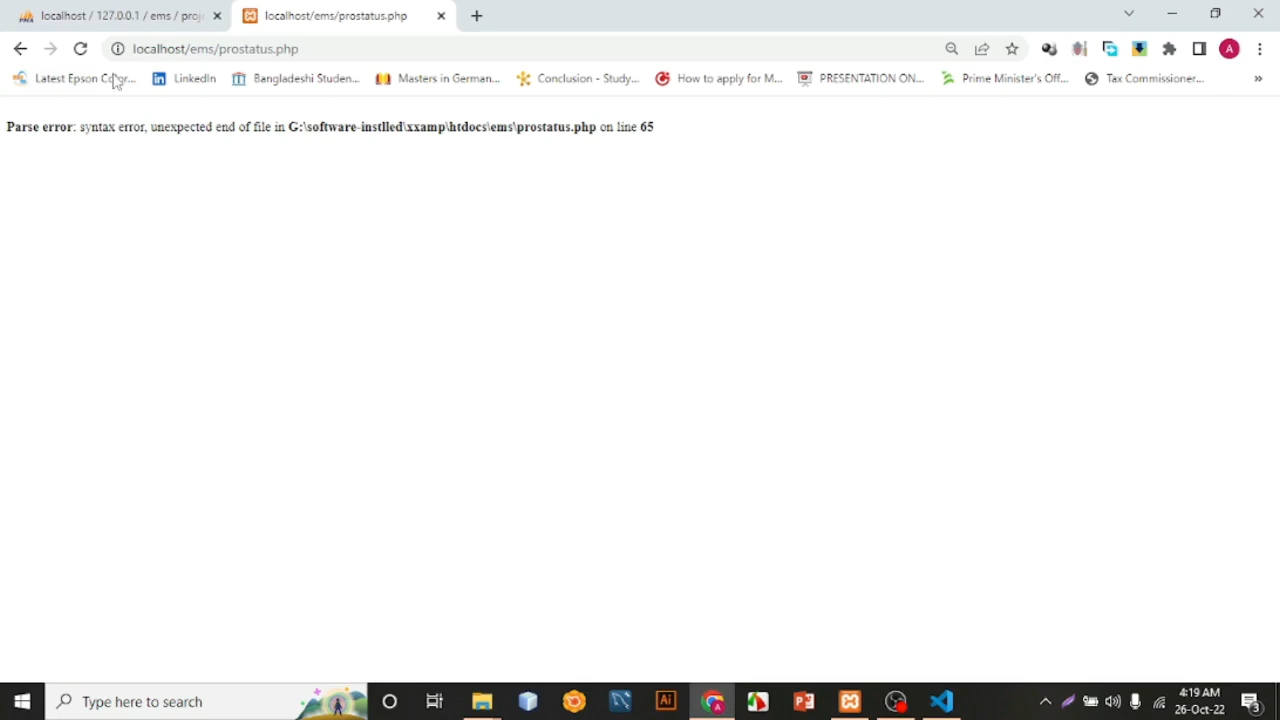 localhost / 127.0.0.1 / ems / proj
localhost/ems/prostatus.php
localhost/ems/prostatus.php
A
Latest Epson
LinkedIn
Bangladeshi Studen...
Masters in German...
Conclusion - Study...
How to apply for M...
PRESENTATION ON...
Prime Minister's Off...
Tax Commissioner...
»
Parse error: syntax error, unexpected end of file in G:\software-instlled\xxamp\htdocs\ems\prostatus.php on line 65
Type here to search
Ai
A
4:19 AM
26-Oct-22
3